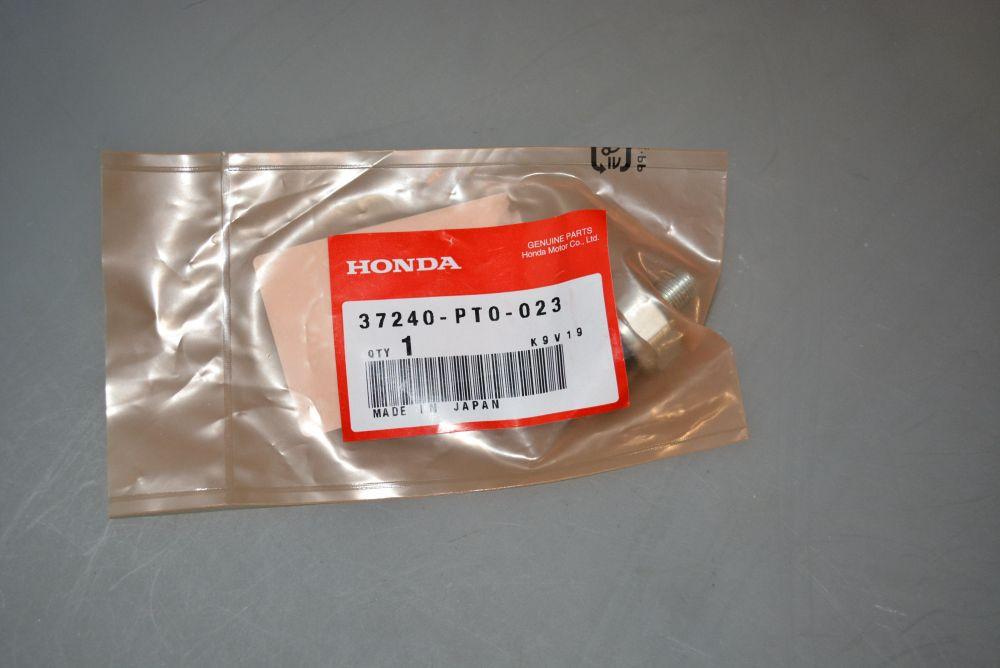 GENUINE PARTS
Honda Motor Co., Ltd.
HONDA
37240-PT0-023
QTY 1
K9V19
MADE IN JAPAN